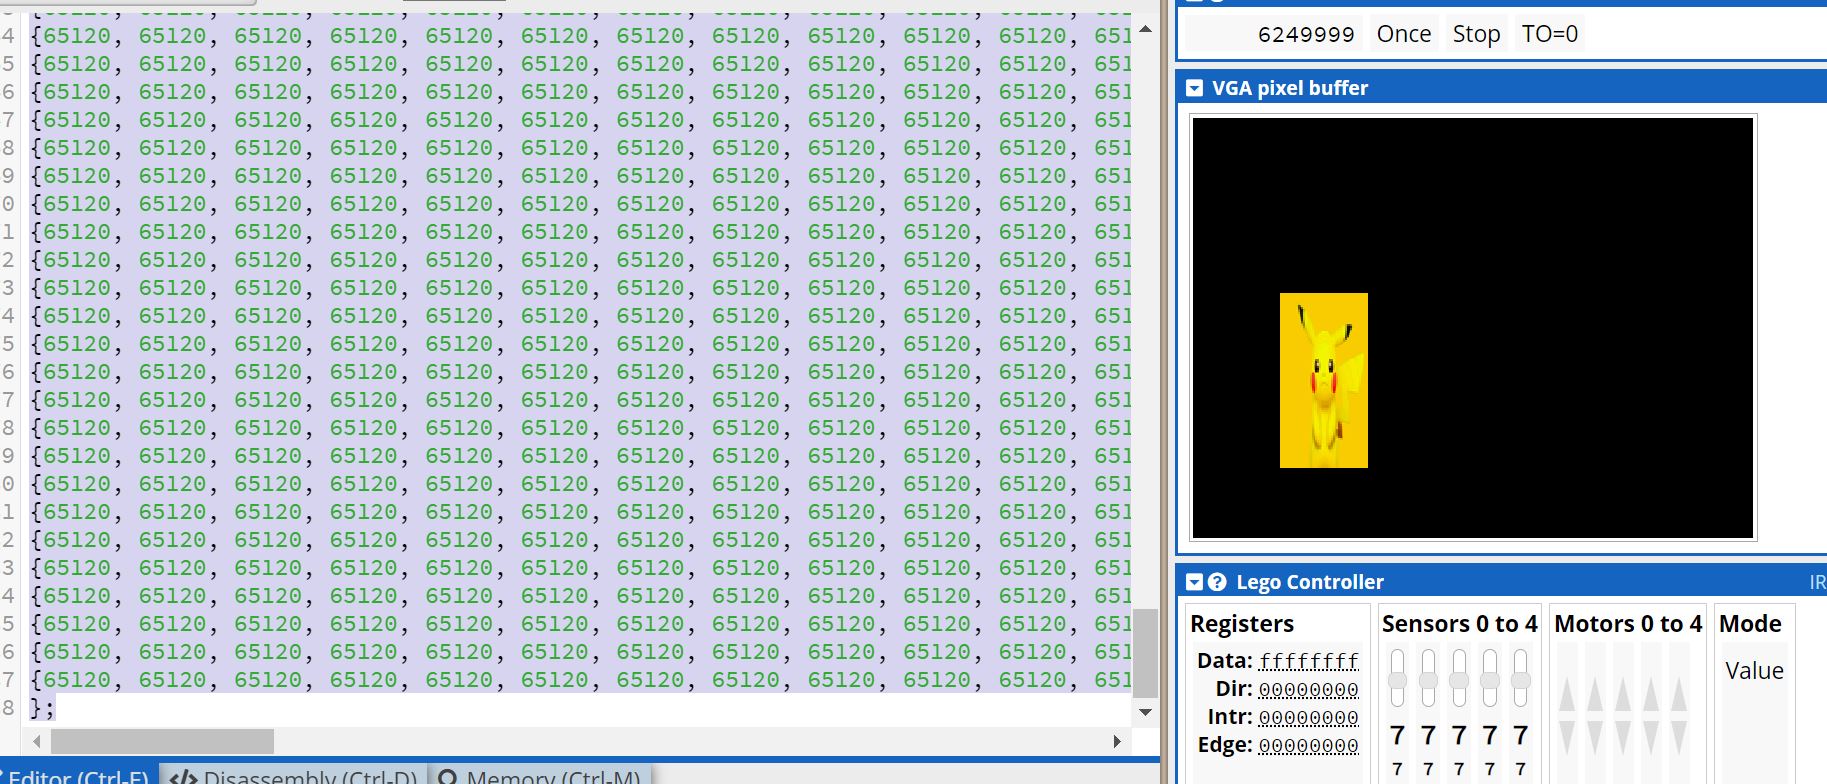 4 {65120, 65120, 65120, 65120, 65120, 65120, 65120, 65120, 65120, 65120, 65120, 651
5 {65120, 65120, 65120, 65120, 65120, 65120, 65120, 65120, 65120, 65120, 65120, 651
6 {65120, 65120, 65120, 65120, 65120, 65120, 65120, 65120, 65120, 65120, 65120, 651
7 {65120, 65120, 65120, 65120, 65120, 65120, 65120, 65120, 65120, 65120, 65120, 651
8 {65120, 65120, 65120, 65120, 65120, 65120, 65120, 65120, 65120, 65120, 65120, 651
9 {65120, 65120, 65120, 65120, 65120, 65120, 65120, 65120, 65120, 65120, 65120, 651
0 {65120, 65120, 65120, 65120, 65120, 65120, 65120, 65120, 65120, 65120, 65120, 651
1 {65120, 65120, 65120, 65120, 65120, 65120, 65120, 65120, 65120, 65120, 65120, 651
2 {65120, 65120, 65120, 65120, 65120, 65120, 65120, 65120, 65120, 65120, 65120, 651
3 {65120, 65120, 65120, 65120, 65120, 65120, 65120, 65120, 65120, 65120, 65120, 651
4 {65120, 65120, 65120, 65120, 65120, 65120, 65120, 65120, 65120, 65120, 65120, 651
5 {65120, 65120, 65120, 65120, 65120, 65120, 65120, 65120, 65120, 65120, 65120, 651
6 {65120, 65120, 65120, 65120, 65120, 65120, 65120, 65120, 65120, 65120, 65120, 651
7 {65120, 65120, 65120, 65120, 65120, 65120, 65120, 65120, 65120, 65120, 65120, 651
8 {65120, 65120, 65120, 65120, 65120, 65120, 65120, 65120, 65120, 65120, 65120, 651
9 {65120, 65120, 65120, 65120, 65120, 65120, 65120, 65120, 65120, 65120, 65120, 651
0 {65120, 65120, 65120, 65120, 65120, 65120, 65120, 65120, 65120, 65120, 65120, 651
1 {65120, 65120, 65120, 65120, 65120, 65120, 65120, 65120, 65120, 65120, 65120, 651
2 {65120, 65120, 65120, 65120, 65120, 65120, 65120, 65120, 65120, 65120, 65120, 651
3 {65120, 65120, 65120, 65120, 65120, 65120, 65120, 65120, 65120, 65120, 65120, 651
4 {65120, 65120, 65120, 65120, 65120, 65120, 65120, 65120, 65120, 65120, 65120, 651
5 {65120, 65120, 65120, 65120, 65120, 65120, 65120, 65120, 65120, 65120, 65120, 651
6 {65120, 65120, 65120, 65120, 65120, 65120, 65120, 65120, 65120, 65120, 65120, 651
7 {65120, 65120, 65120, 65120, 65120, 65120, 65120, 65120, 65120, 65120, 65120, 651
8 };
Editor (Ctrl-E) Disassembly (Ctrl-D) Memory (Ctrl-M)
6249999 Once Stop TO=0
VGA pixel buffer
Lego Controller IR
Registers
Data: ffffffff
Dir: 00000000
Intr: 00000000
Edge: 00000000
Sensors 0 to 4
7 7 7 7 7
7 7 7 7 7
Motors 0 to 4
Mode
Value